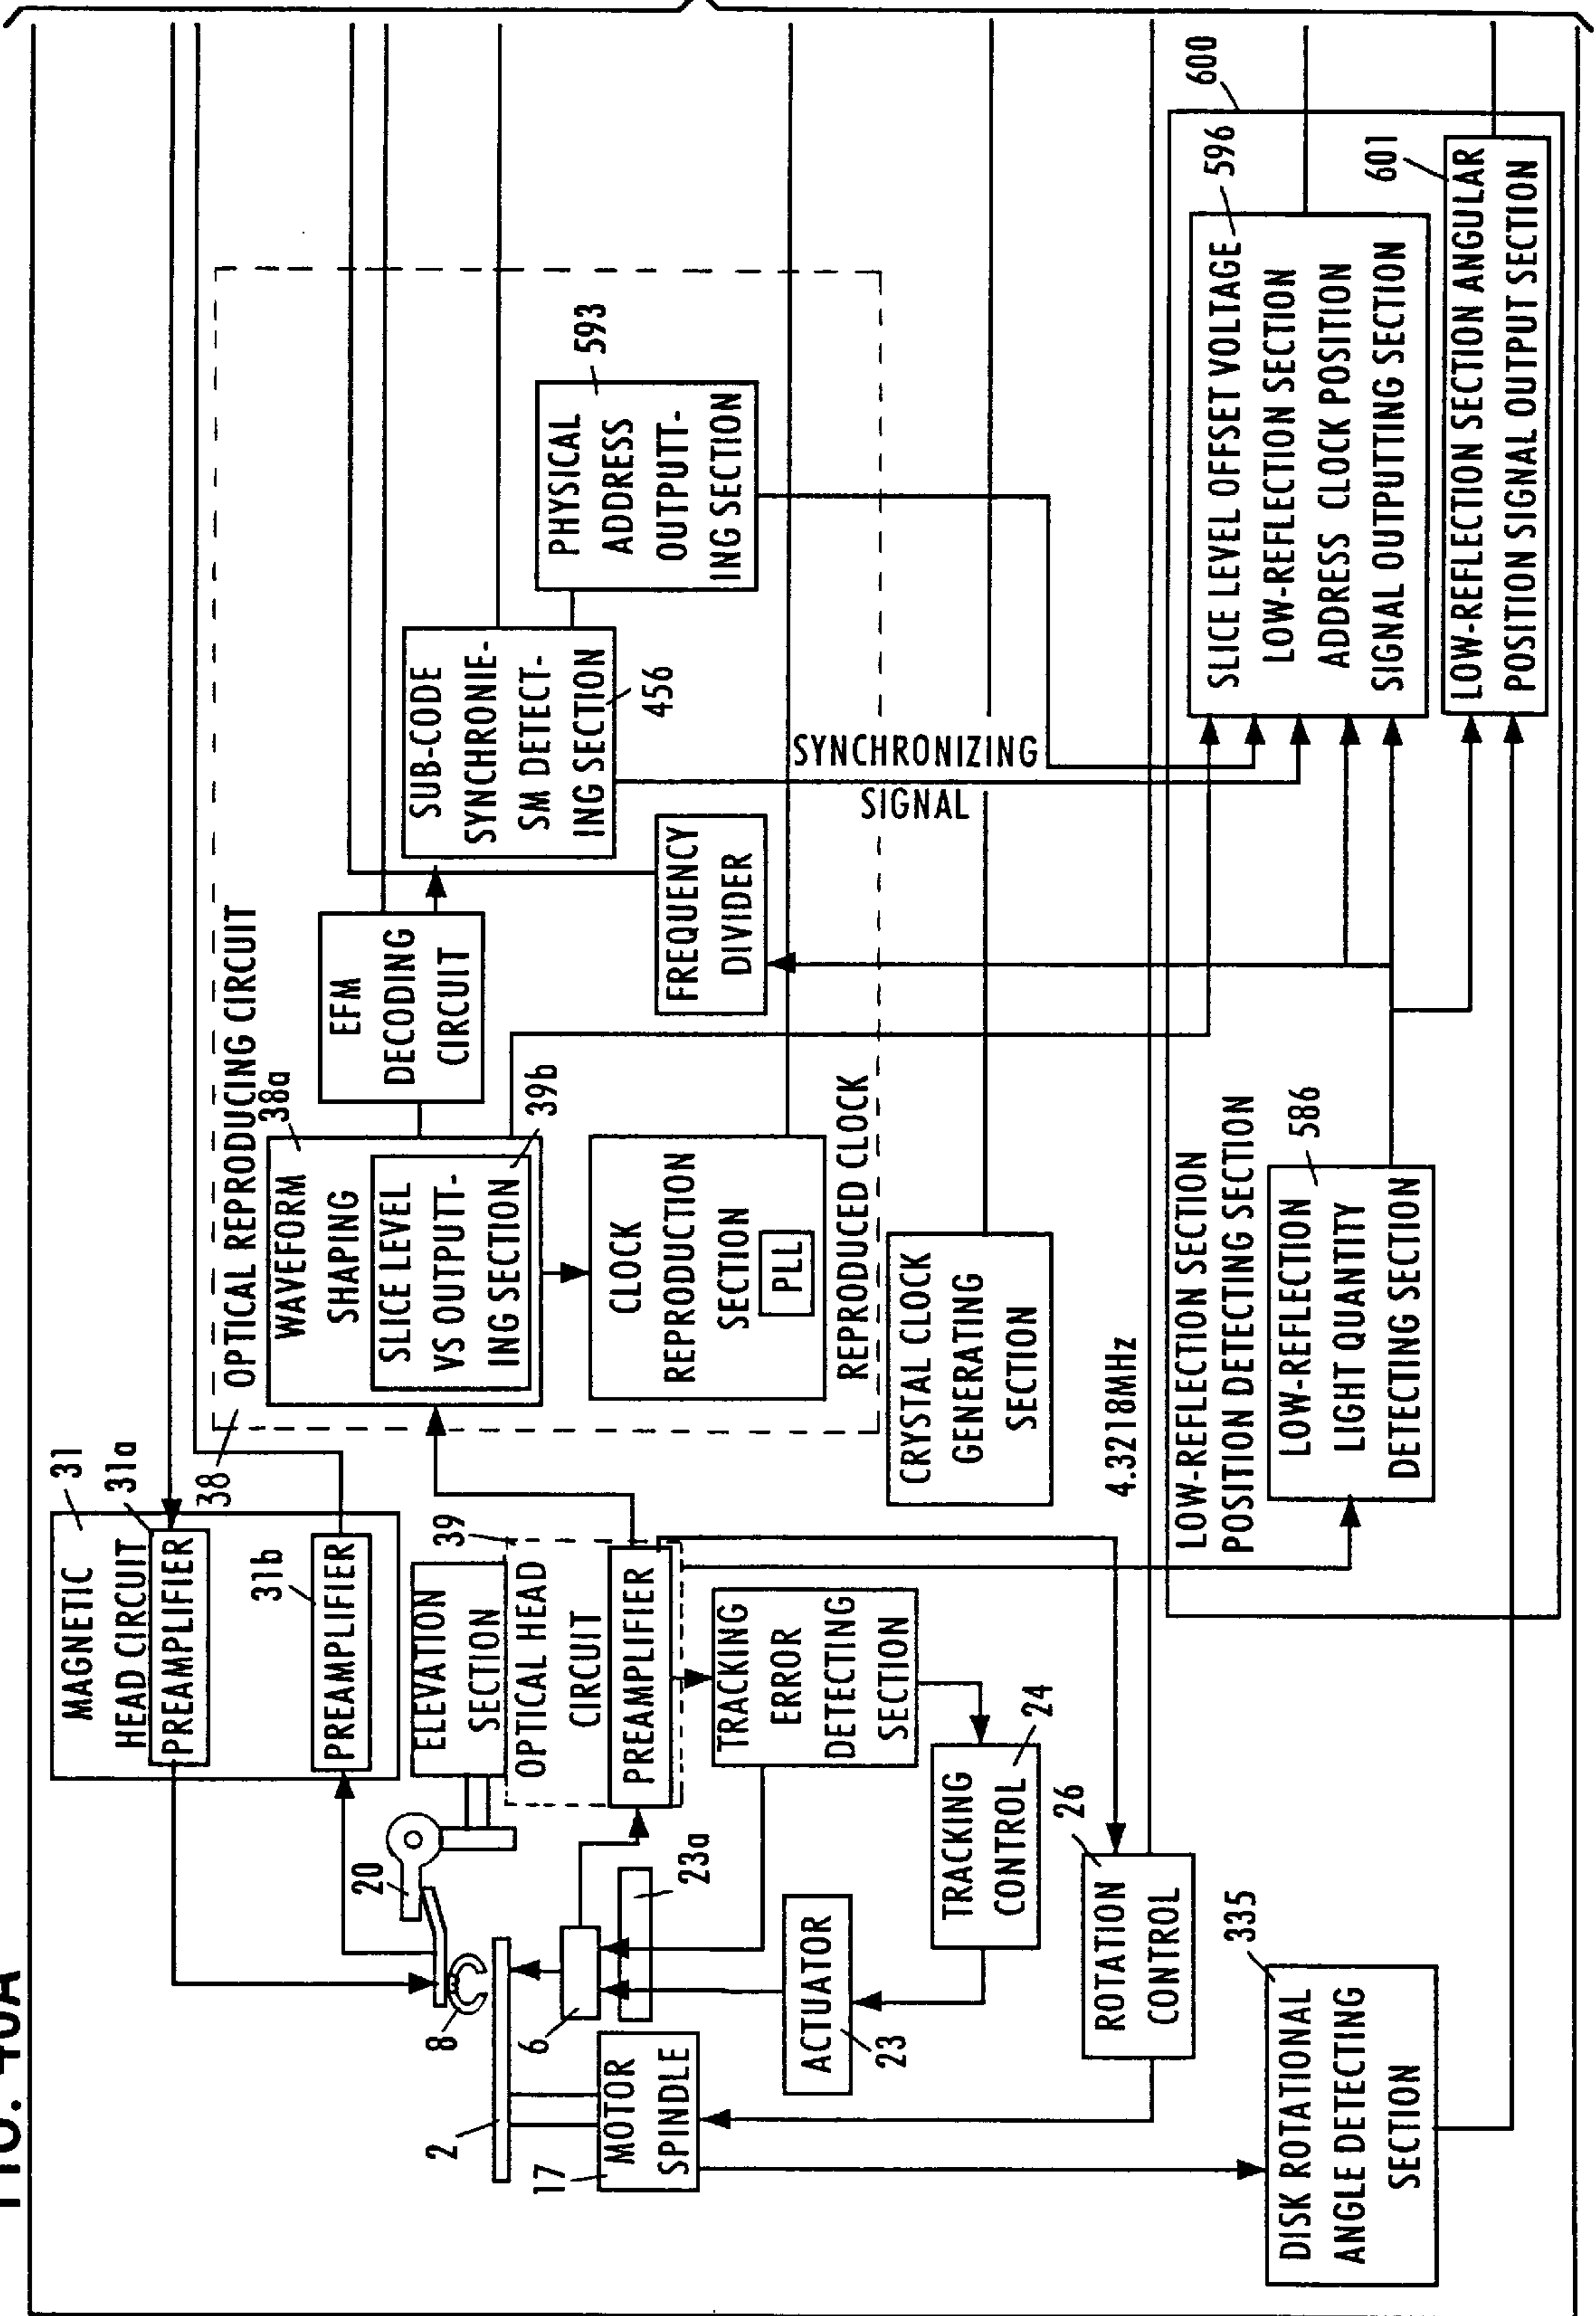 31
MAGNETIC
HEAD CIRCUIT
31a
PREAMPLIFIER
31b
PREAMPLIFIER
ELEVATION
SECTION
39
OPTICAL HEAD
CIRCUIT
PREAMPLIFIER
20
8
2
6
23a
17
MOTOR
SPINDLE
TRACKING
ERROR
DETECTING
SECTION
24
TRACKING
CONTROL
ACTUATOR
23
26
ROTATION
CONTROL
335
DISK ROTATIONAL
ANGLE DETECTING
SECTION
38
OPTICAL REPRODUCING CIRCUIT
38a
WAVEFORM
SHAPING
SLICE LEVEL
VS OUTPUTT-
ING SECTION
39b
EFM
DECODING
CIRCUIT
SUB-CODE
SYNCHRONIE-
SM DETECT-
ING SECTION
456
PHYSICAL
ADDRESS
OUTPUTT-
ING SECTION
593
FREQUENCY
DIVIDER
CLOCK
REPRODUCTION
SECTION
PLL
REPRODUCED CLOCK
SYNCHRONIZING
SIGNAL
CRYSTAL CLOCK
GENERATING
SECTION
4.3218MHz
LOW-REFLECTION SECTION
POSITION DETECTING SECTION
600
LOW-REFLECTION
LIGHT QUANTITY
DETECTING SECTION
586
SLICE LEVEL OFFSET VOLTAGE
LOW-REFLECTION SECTION
ADDRESS CLOCK POSITION
SIGNAL OUTPUTTING SECTION
596
601
LOW-REFLECTION SECTION ANGULAR
POSITION SIGNAL OUTPUT SECTION